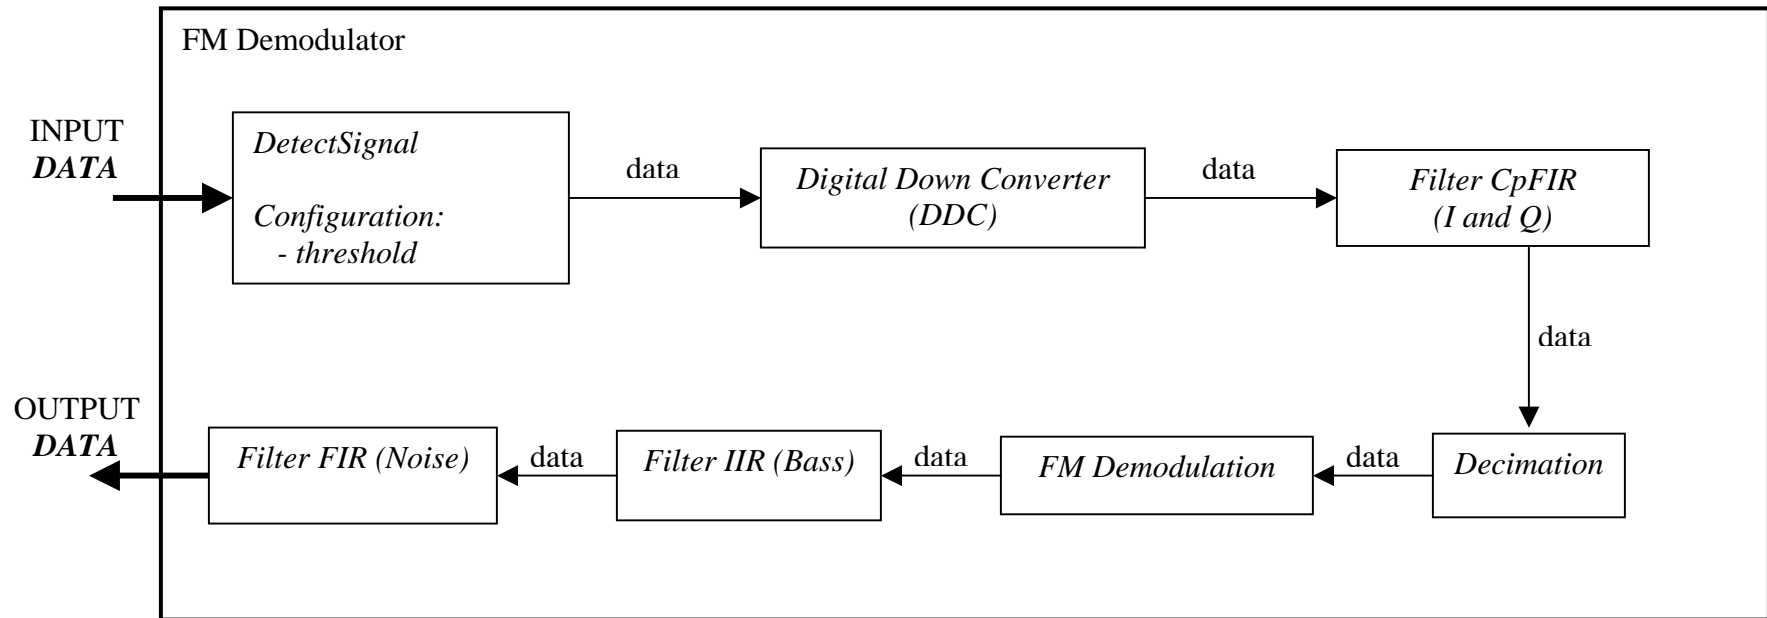 FM Demodulator
INPUT
DATA
DetectSignal
Configuration:
- threshold
data
Digital Down Converter
(DDC)
data
Filter CpFIR
(I and Q)
data
OUTPUT
DATA
Filter FIR (Noise)
data
Filter IIR (Bass)
data
FM Demodulation
data
Decimation